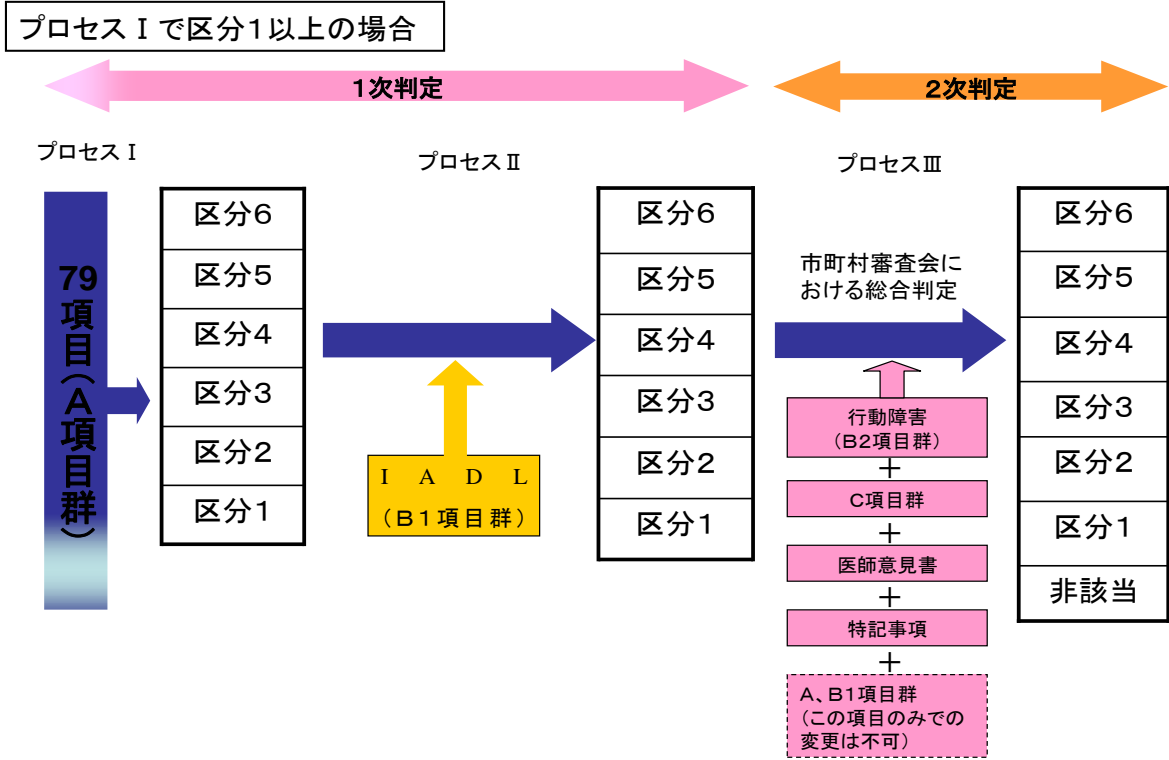 プロセスⅠで区分1以上の場合
1次判定
2次判定
プロセスⅠ
プロセスⅡ
プロセスⅢ
79項目(A項目群)
区分6
区分5
区分4
区分3
区分2
区分1
I A D L
(B1項目群)
区分6
区分5
区分4
区分3
区分2
区分1
市町村審査会に
おける総合判定
行動障害
(B2項目群)
+
C項目群
+
医師意見書
+
特記事項
+
A、B1項目群
(この項目のみでの
変更は不可)
区分6
区分5
区分4
区分3
区分2
区分1
非該当